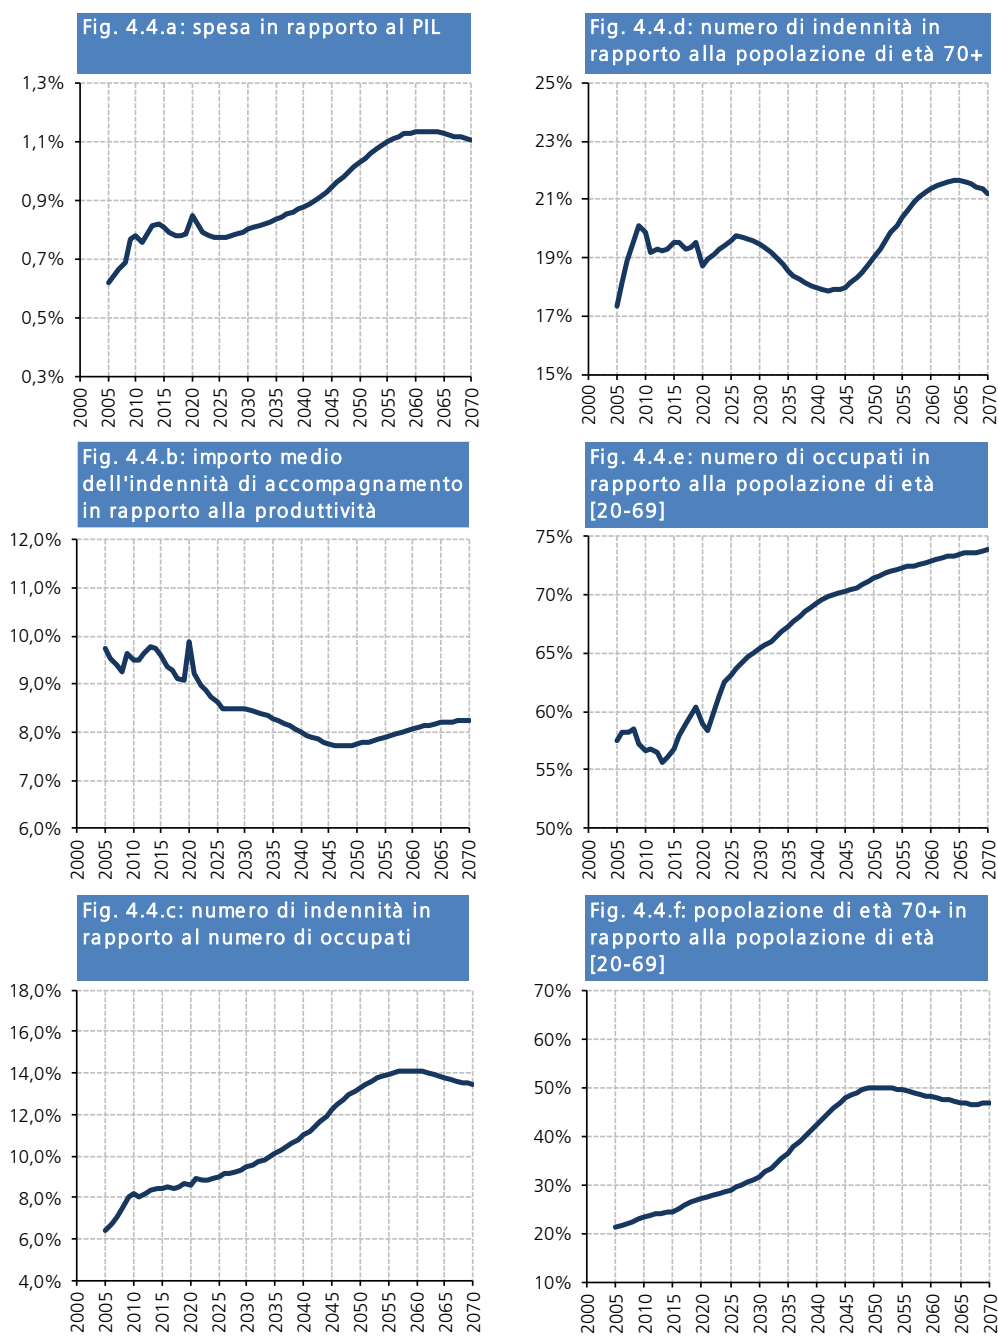 Fig. 4.4.a: spesa in rapporto al PIL
1,3%
1,1%
0,9%
0,7%
0,5%
0,3%
2000 2005 2010 2015 2020 2025 2030 2035 2040 2045 2050 2055 2060 2065 2070
Fig. 4.4.d: numero di indennità in
rapporto alla popolazione di età 70+
25%
23%
21%
19%
17%
15%
2000 2005 2010 2015 2020 2025 2030 2035 2040 2045 2050 2055 2060 2065 2070
Fig. 4.4.b: importo medio
dell'indennità di accompagnamento
in rapporto alla produttività
12,0%
11,0%
10,0%
9,0%
8,0%
7,0%
6,0%
2000 2005 2010 2015 2020 2025 2030 2035 2040 2045 2050 2055 2060 2065 2070
Fig. 4.4.e: numero di occupati in
rapporto alla popolazione di età
[20-69]
75%
70%
65%
60%
55%
50%
2000 2005 2010 2015 2020 2025 2030 2035 2040 2045 2050 2055 2060 2065 2070
Fig. 4.4.c: numero di indennità in
rapporto al numero di occupati
18,0%
16,0%
14,0%
12,0%
10,0%
8,0%
6,0%
4,0%
2000 2005 2010 2015 2020 2025 2030 2035 2040 2045 2050 2055 2060 2065 2070
Fig. 4.4.f: popolazione di età 70+ in
rapporto alla popolazione di età
[20-69]
70%
60%
50%
40%
30%
20%
10%
2000 2005 2010 2015 2020 2025 2030 2035 2040 2045 2050 2055 2060 2065 2070